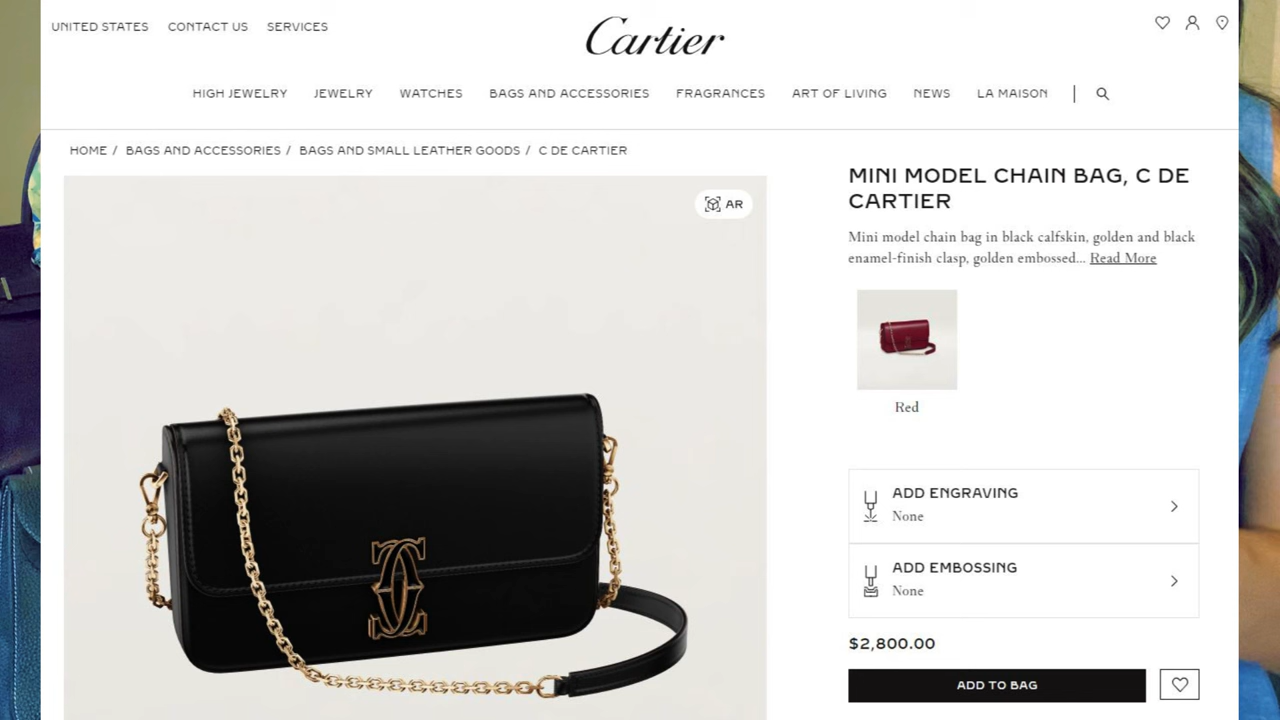 UNITED STATES CONTACT US SERVICES
Cartier
HIGH JEWELRY JEWELRY WATCHES BAGS AND ACCESSORIES FRAGRANCES ART OF LIVING NEWS LA MAISON |
HOME / BAGS AND ACCESSORIES / BAGS AND SMALL LEATHER GOODS / C DE CARTIER
AR
MINI MODEL CHAIN BAG, C DE
CARTIER
Mini model chain bag in black calfskin, golden and black
enamel-finish clasp, golden embossed... Read More
Red
ADD ENGRAVING
None
ADD EMBOSSING
None
$2,800.00
ADD TO BAG